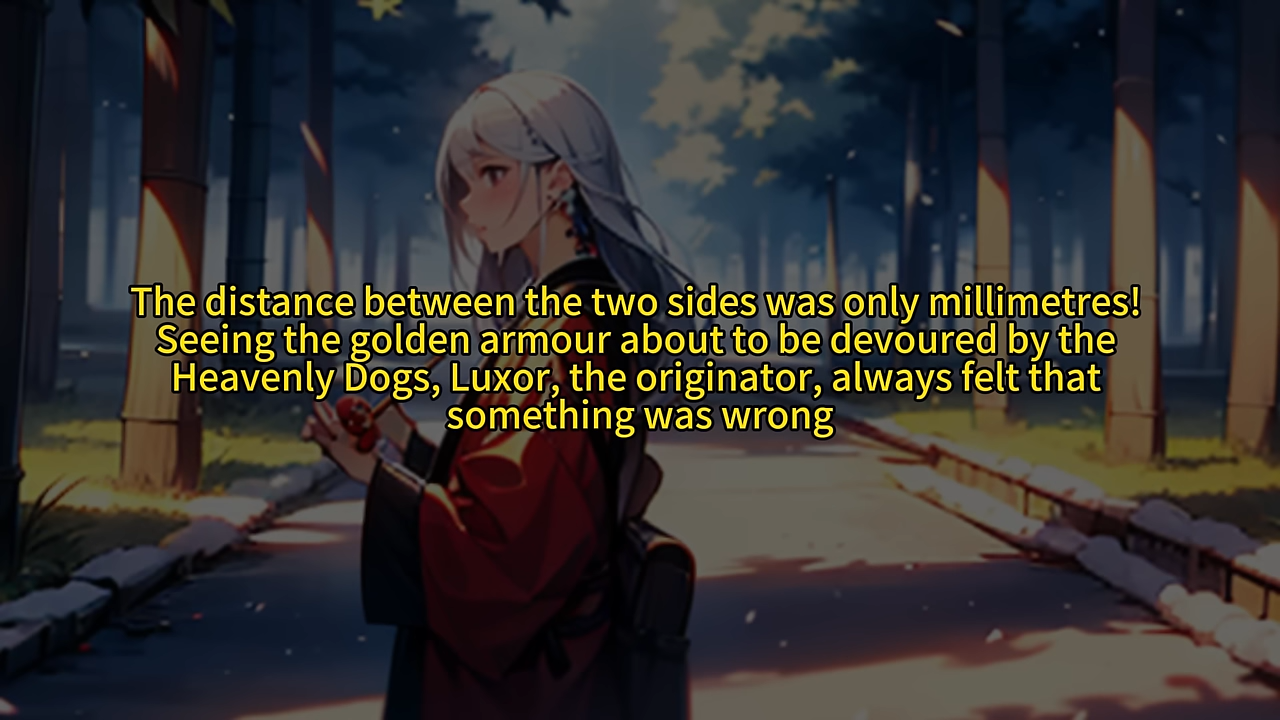 The distance between the two sides was only millimetres!
Seeing the golden armour about to be devoured by the
Heavenly Dogs, Luxor, the originator, always felt that
something was wrong